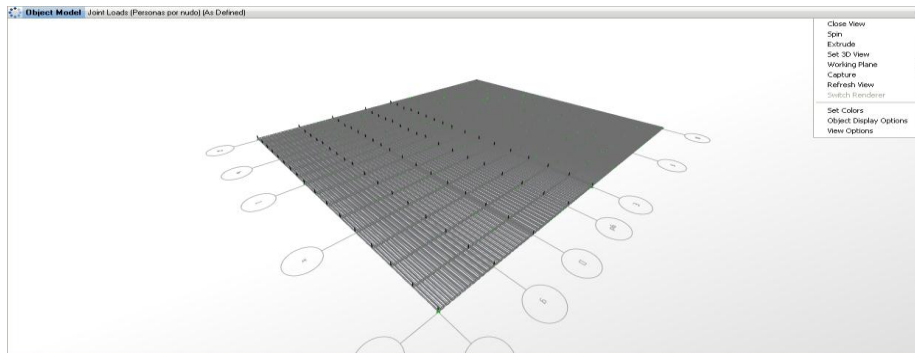 Object Model Joint Loads (Personas por nudo) (As Defined)
Close View
Spin
Extrude
Set 3D View
Working Plane
Capture
Refresh View
Switch Renderer
Set Colors
Object Display Options
View Options